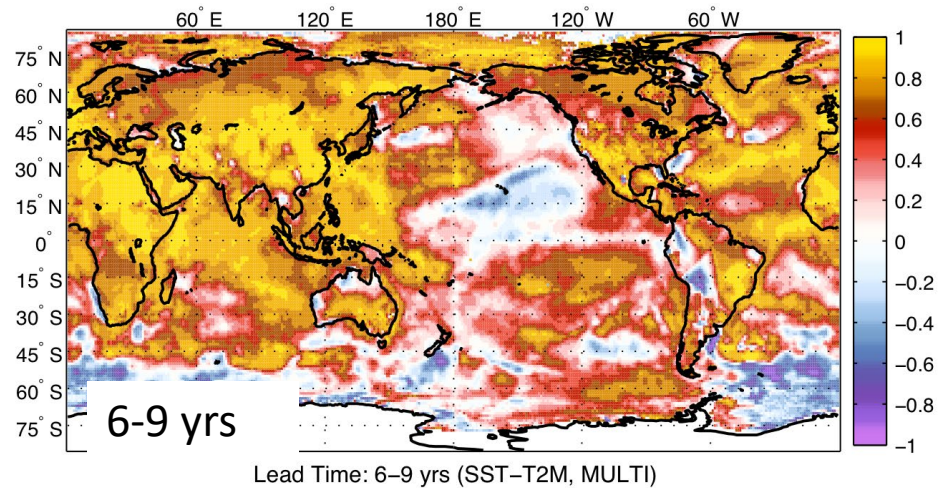 60° E 120° E 180° E 120° W 60° W
75° N
60° N
45° N
30° N
15° N
0°
15° S
30° S
45° S
60° S
75° S
1
0.8
0.6
0.4
0.2
0
−0.2
−0.4
−0.6
−0.8
−1
6-9 yrs
Lead Time: 6−9 yrs (SST−T2M, MULTI)